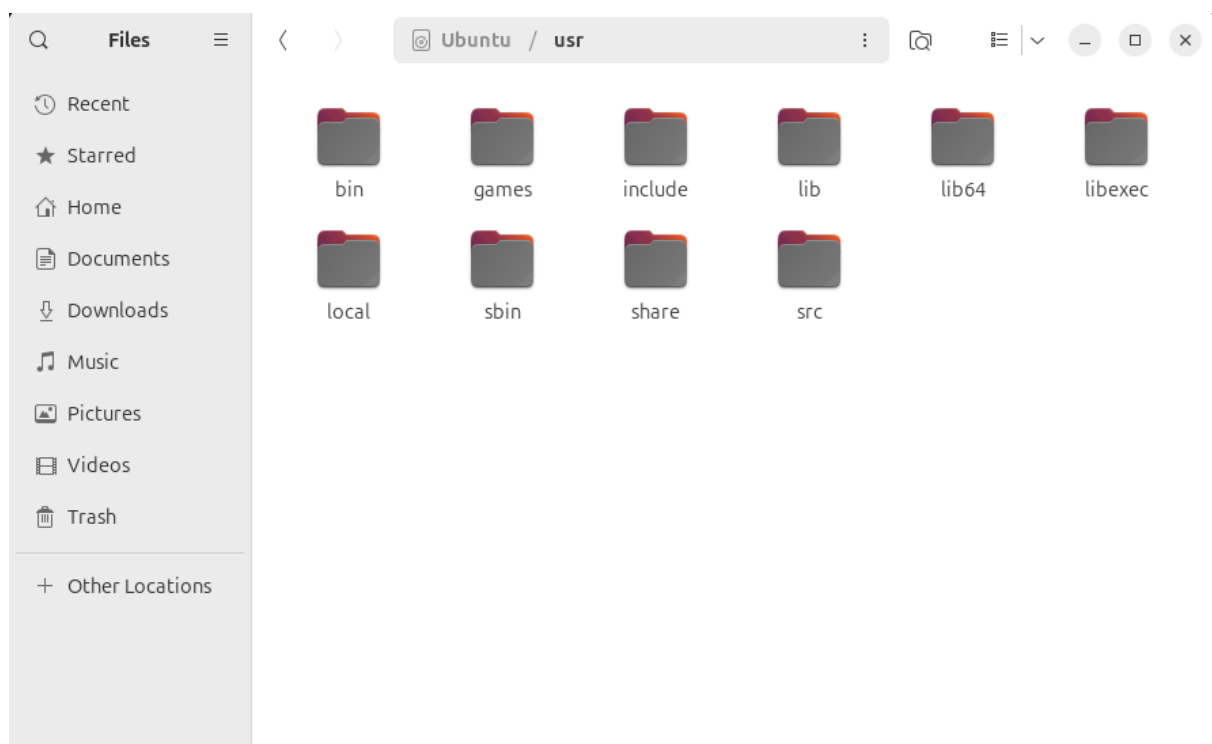 Files
Ubuntu / usr
Recent
Starred
Home
Documents
Downloads
Music
Pictures
Videos
Trash
Other Locations
bin games include lib lib64 libexec
local sbin share src